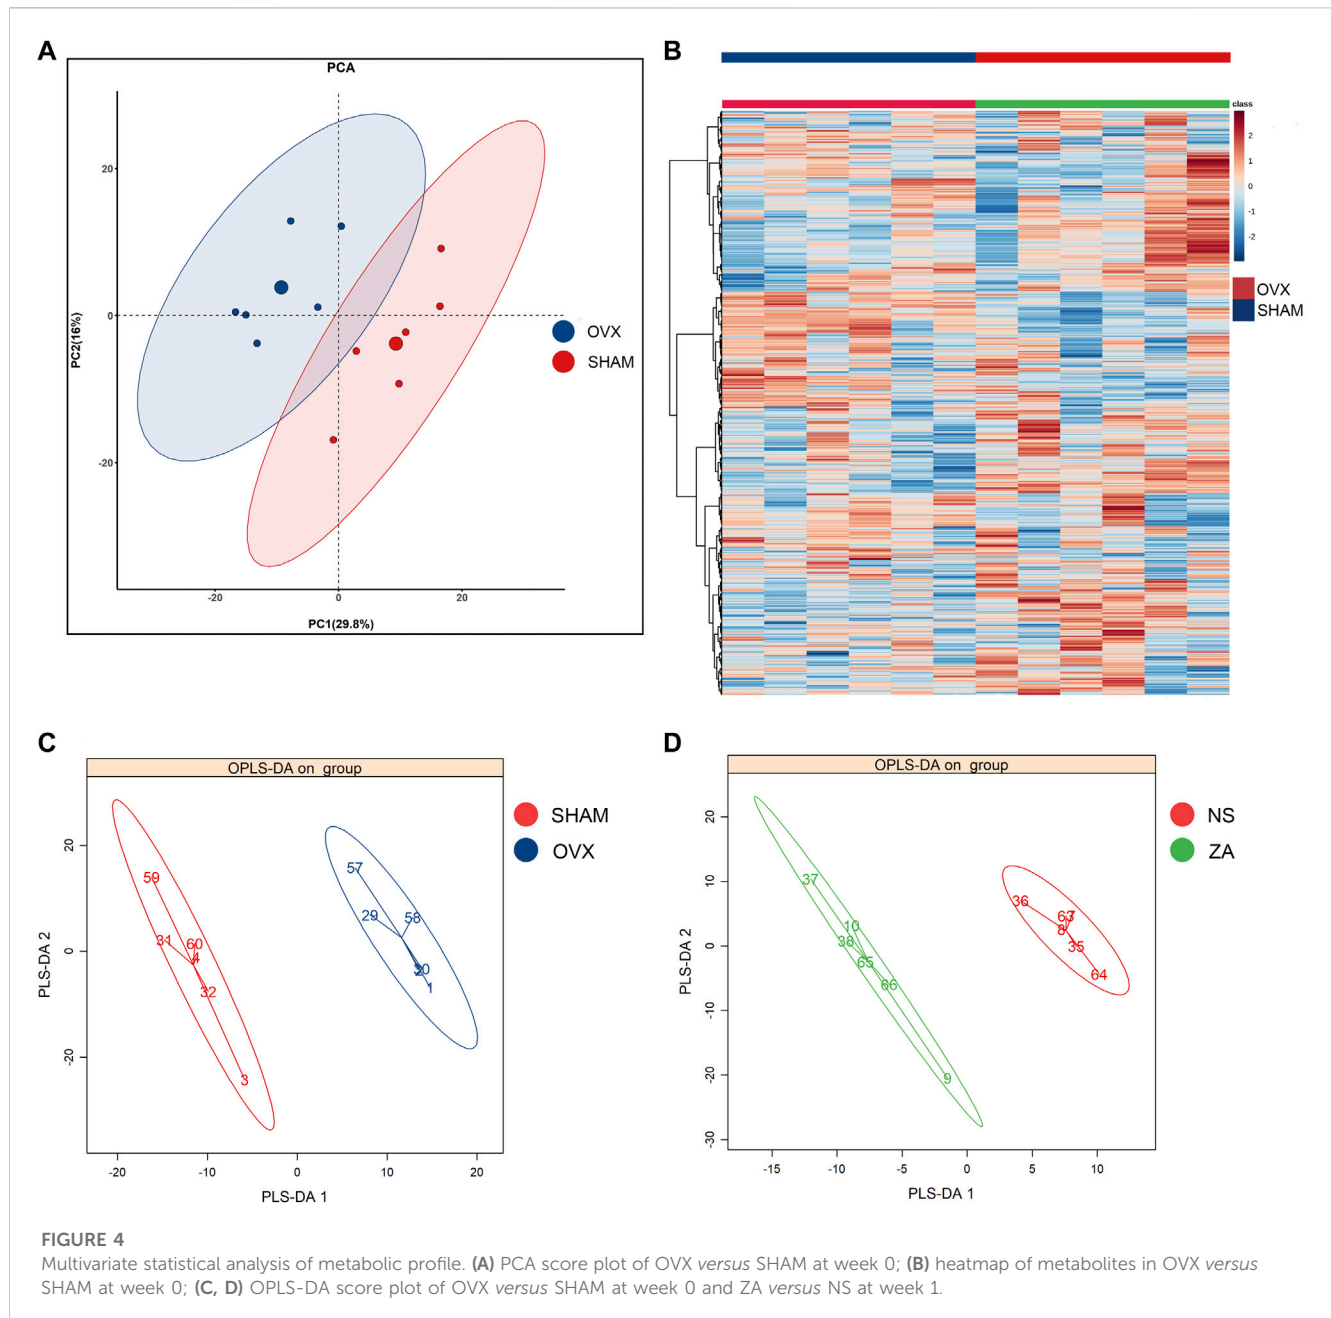 A
PCA
20
0
-20
PC2(16%)
-20
0
20
PC1(29.8%)
OVX
SHAM
B
class
2
1
0
-1
-2
OVX
SHAM
C
OPLS-DA on group
20
0
-20
PLS-DA 2
59
31
60
4
32
3
57
29
58
1
-20
-10
0
10
20
PLS-DA 1
SHAM
OVX
D
OPLS-DA on group
20
10
0
-10
-20
-30
PLS-DA 2
37
10
38
65
66
9
36
63
8
35
64
-15
-10
-5
0
5
10
PLS-DA 1
NS
ZA
FIGURE 4
Multivariate statistical analysis of metabolic profile. (A) PCA score plot of OVX versus SHAM at week 0; (B) heatmap of metabolites in OVX versus
SHAM at week 0; (C, D) OPLS-DA score plot of OVX versus SHAM at week 0 and ZA versus NS at week 1.